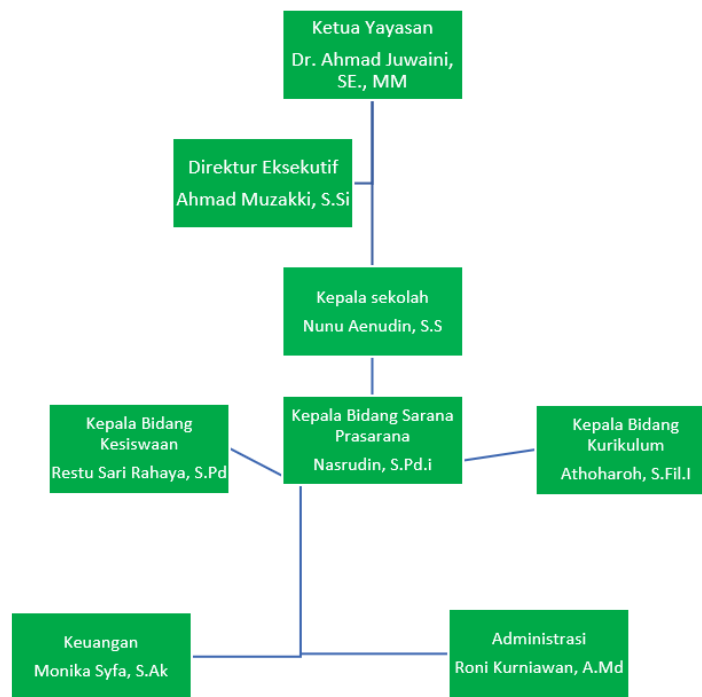 Ketua Yayasan
Dr. Ahmad Juwaini,
SE., MM
Direktur Eksekutif
Ahmad Muzakki, S.Si
Kepala sekolah
Nunu Aenudin, S.S
Kepala Bidang
Kesiswaan
Restu Sari Rahaya, S.Pd
Kepala Bidang Sarana
Prasarana
Nasrudin, S.Pd.i
Kepala Bidang
Kurikulum
Athoharoh, S.Fil.I
Keuangan
Monika Syfa, S.Ak
Administrasi
Roni Kurniawan, A.Md